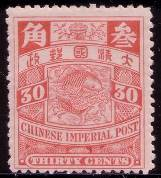 角 叁
政郵國清大
30 30
CHINESE IMPERIAL POST
THIRTY CENTS